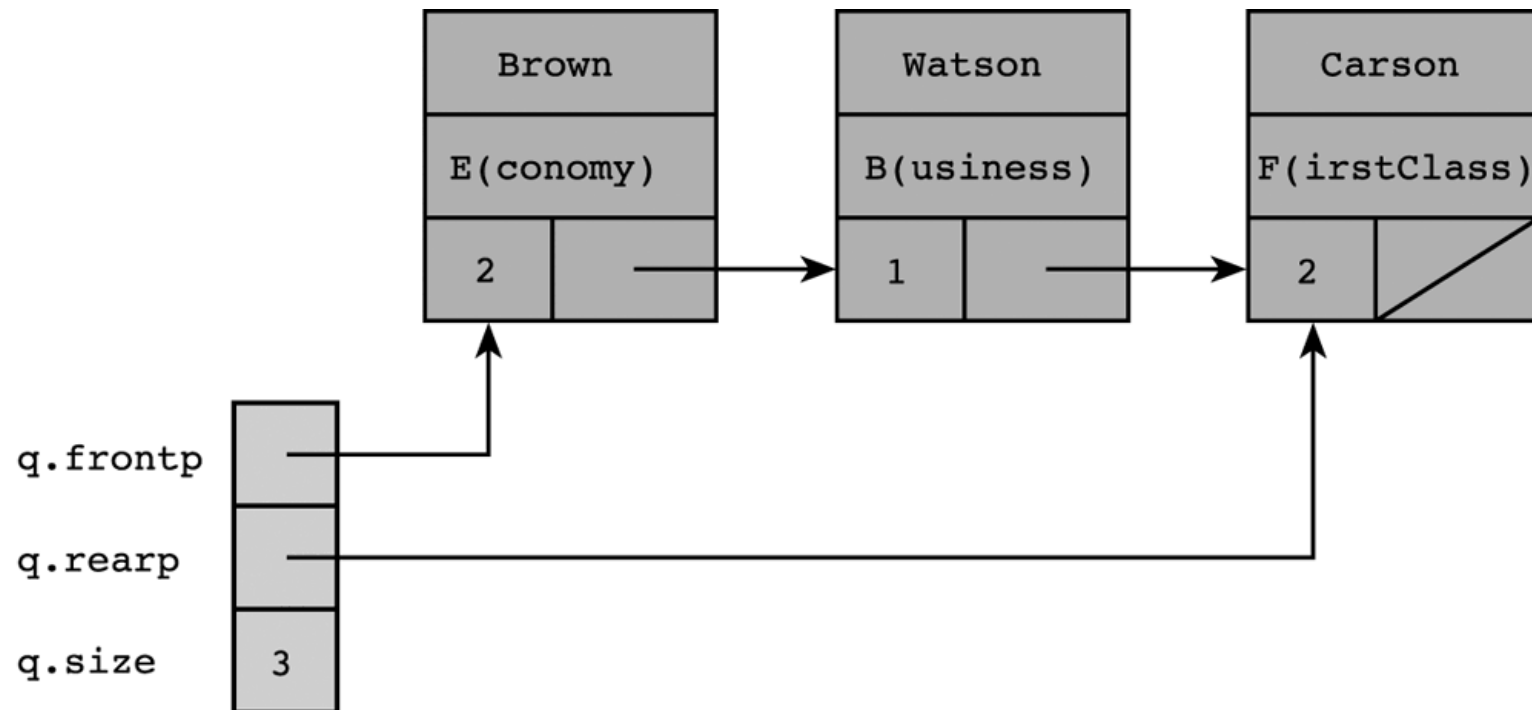 Brown
Watson
Carson
E(conomy)
B(usiness)
F(irstClass)
2
1
2
q.frontp
q.rearp
q.size
3